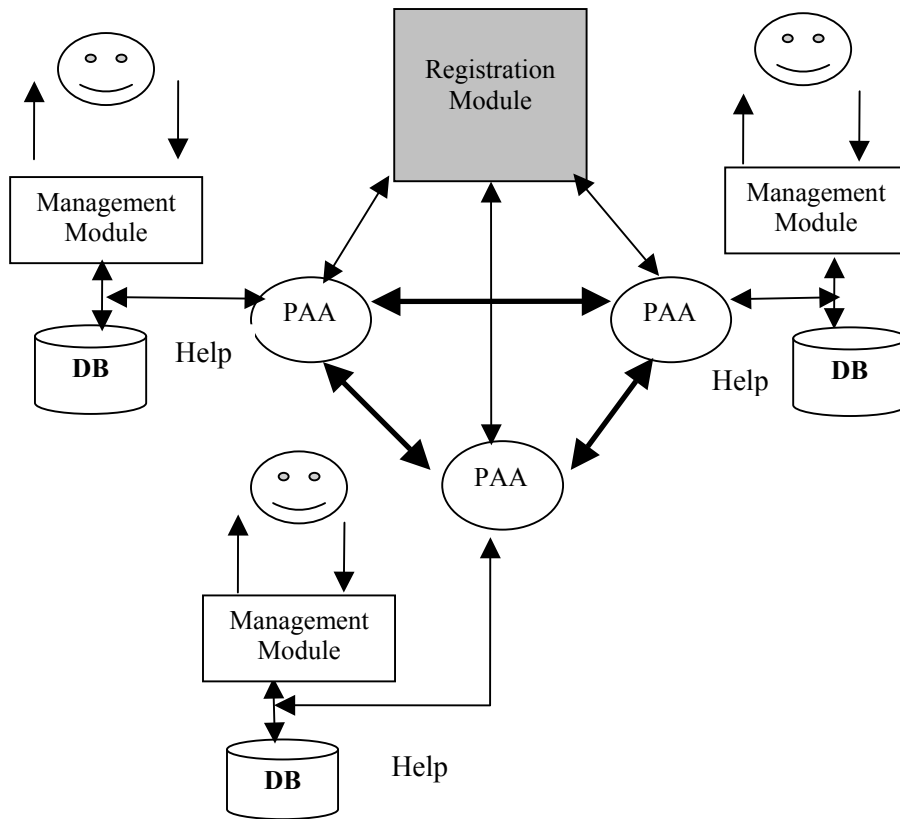 Registration
Module
Management
Module
Management
Module
PAA
PAA
DB
Help
DB
Help
PAA
Management
Module
DB
Help